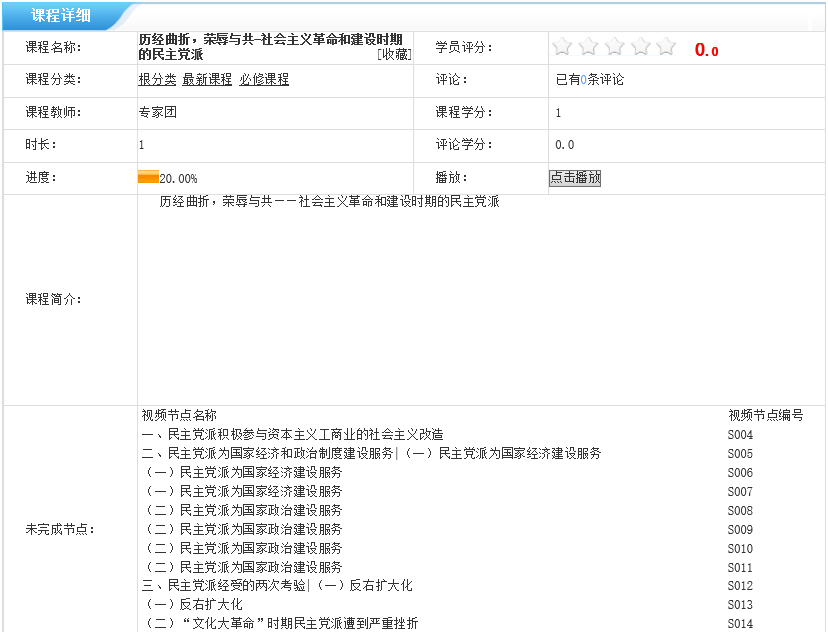 课程详细
课程名称：
历经曲折，荣辱与共-社会主义革命和建设时期
的民主党派
[收藏]
学员评分：
0.0
课程分类：
根分类 最新课程 必修课程
评论：
已有0条评论
课程教师：
专家团
课程学分：
1
时长：
1
评论学分：
0.0
进度：
20.00%
播放：
点击播放
课程简介：
历经曲折，荣辱与共－－社会主义革命和建设时期的民主党派
未完成节点：
视频节点名称 视频节点编号
一、民主党派积极参与资本主义工商业的社会主义改造 S004
二、民主党派为国家经济和政治制度建设服务|（一）民主党派为国家经济建设服务 S005
（一）民主党派为国家经济建设服务 S006
（一）民主党派为国家经济建设服务 S007
（二）民主党派为国家政治建设服务 S008
（二）民主党派为国家政治建设服务 S009
（二）民主党派为国家政治建设服务 S010
（二）民主党派为国家政治建设服务 S011
三、民主党派经受的两次考验|（一）反右扩大化 S012
（一）反右扩大化 S013
（二）“文化大革命”时期民主党派遭到严重挫折 S014